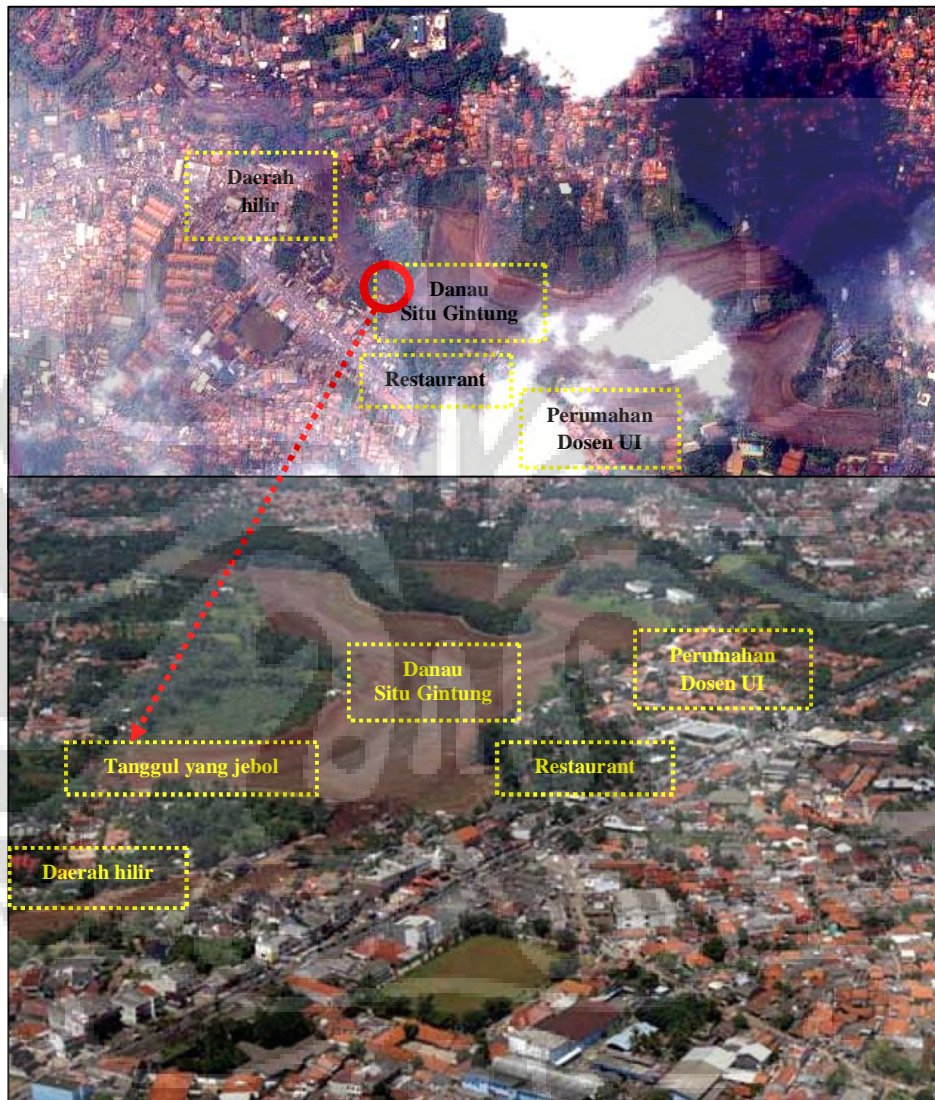 Daerah
hilir
Danau
Situ Gintung
Restaurant
Perumahan
Dosen UI
Danau
Situ Gintung
Perumahan
Dosen UI
Tanggul yang jebol
Restaurant
Daerah hilir